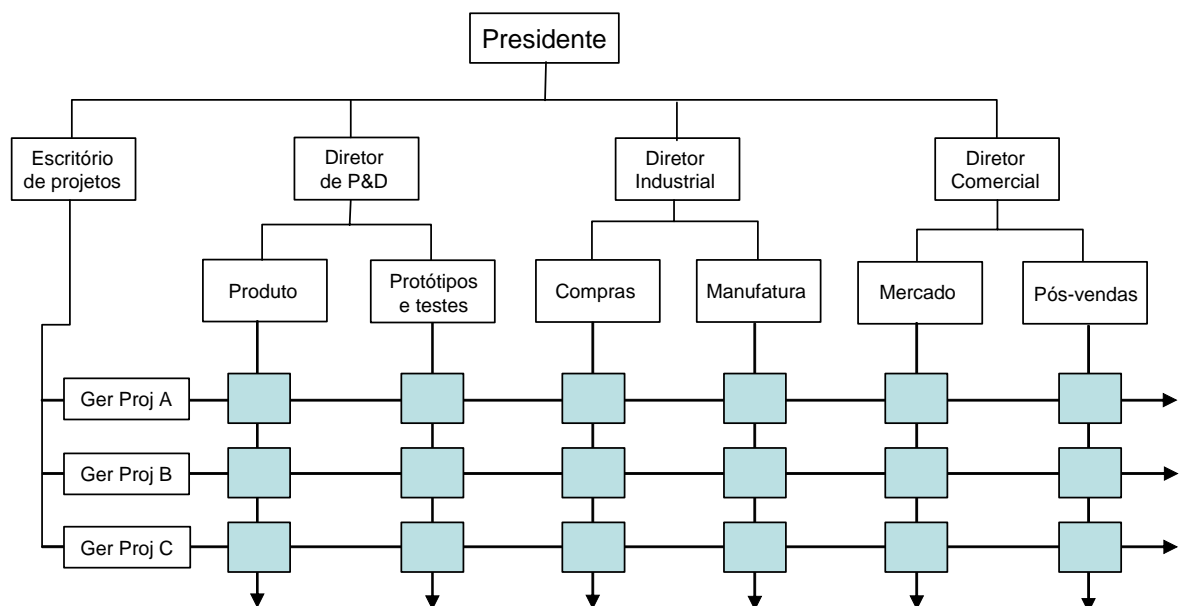 Presidente
Escritório
de projetos
Diretor
de P&D
Diretor
Industrial
Diretor
Comercial
Produto
Protótipos
e testes
Compras
Manufatura
Mercado
Pós-vendas
Ger Proj A
Ger Proj B
Ger Proj C